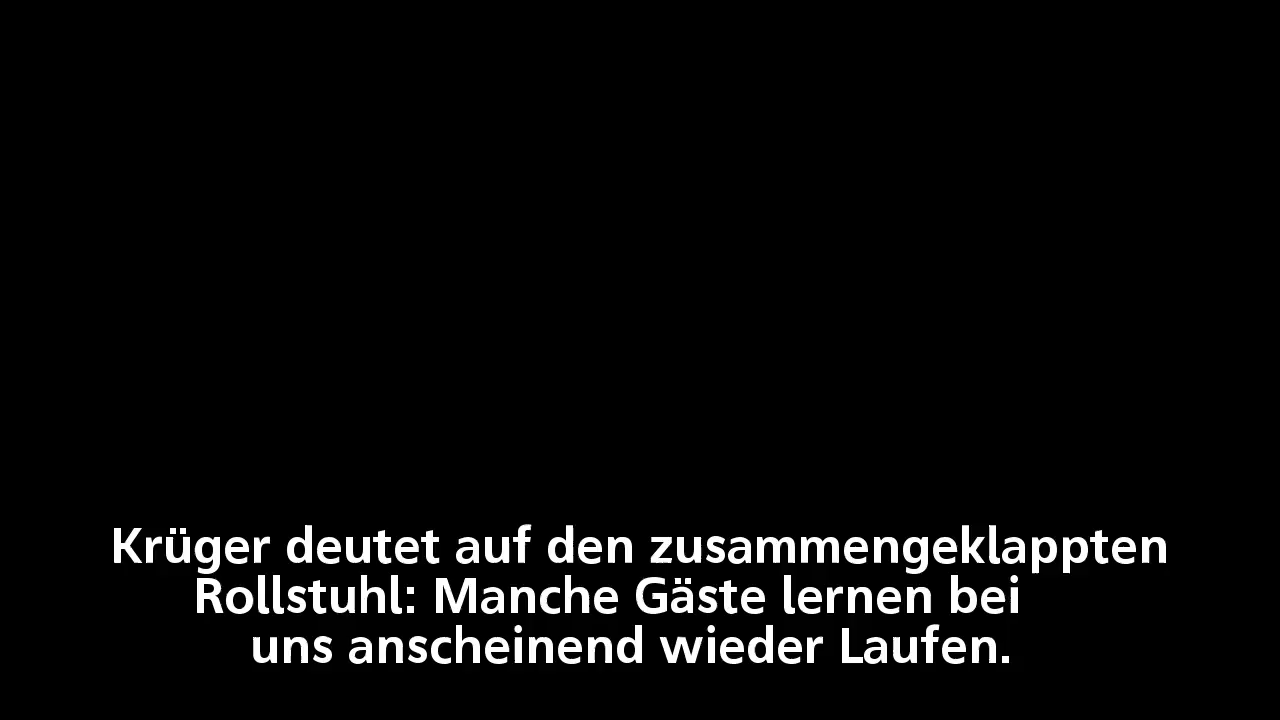 Krüger deutet auf den zusammengeklappten
Rollstuhl: Manche Gäste lernen bei
uns anscheinend wieder Laufen.